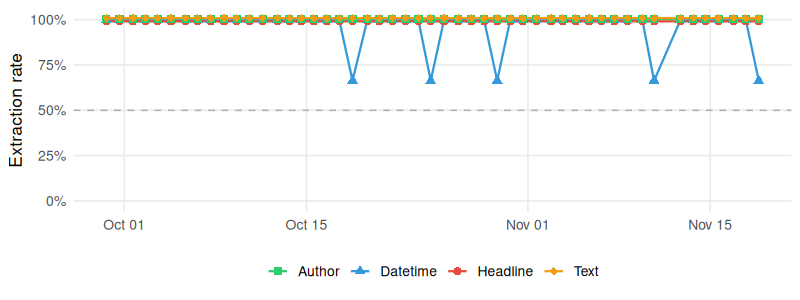 Extraction rate
100%
75%
50%
25%
0%
Oct 01 Oct 15 Nov 01 Nov 15
Author Datetime Headline Text